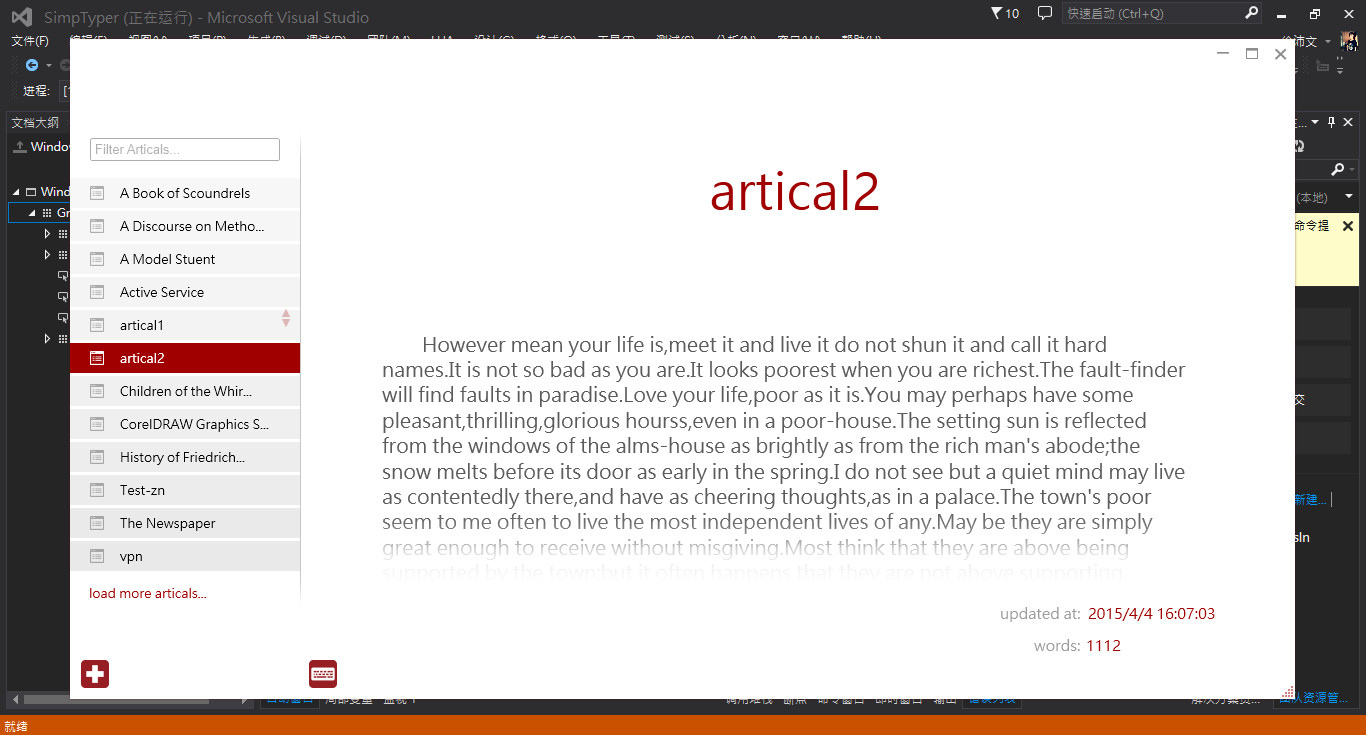 SimpTyper (正在运行) - Microsoft Visual Studio
10
快速启动 (Ctrl+Q)
文件(F)
进程:
文档大纲
Window
Wind
Gr
Filter Articals...
A Book of Scoundrels
A Discourse on Metho...
A Model Stuent
Active Service
artical1
artical2
Children of the Whir...
CorelDRAW Graphics S...
History of Friedrich...
Test-zn
The Newspaper
vpn
load more articals...
artical2
However mean your life is,meet it and live it do not shun it and call it hard
names.It is not so bad as you are.It looks poorest when you are richest.The fault-finder
will find faults in paradise.Love your life,poor as it is.You may perhaps have some
pleasant,thrilling,glorious hourss,even in a poor-house.The setting sun is reflected
from the windows of the alms-house as brightly as from the rich man's abode;the
snow melts before its door as early in the spring.I do not see but a quiet mind may live
as contentedly there,and have as cheering thoughts,as in a palace.The town's poor
seem to me often to live the most independent lives of any.May be they are simply
great enough to receive without misgiving.Most think that they are above being
supported by the town;but it often happens that they are not above supporting
updated at: 2015/4/4 16:07:03
words: 1112
(本地)
命令提
交
新建...
sln
就绪